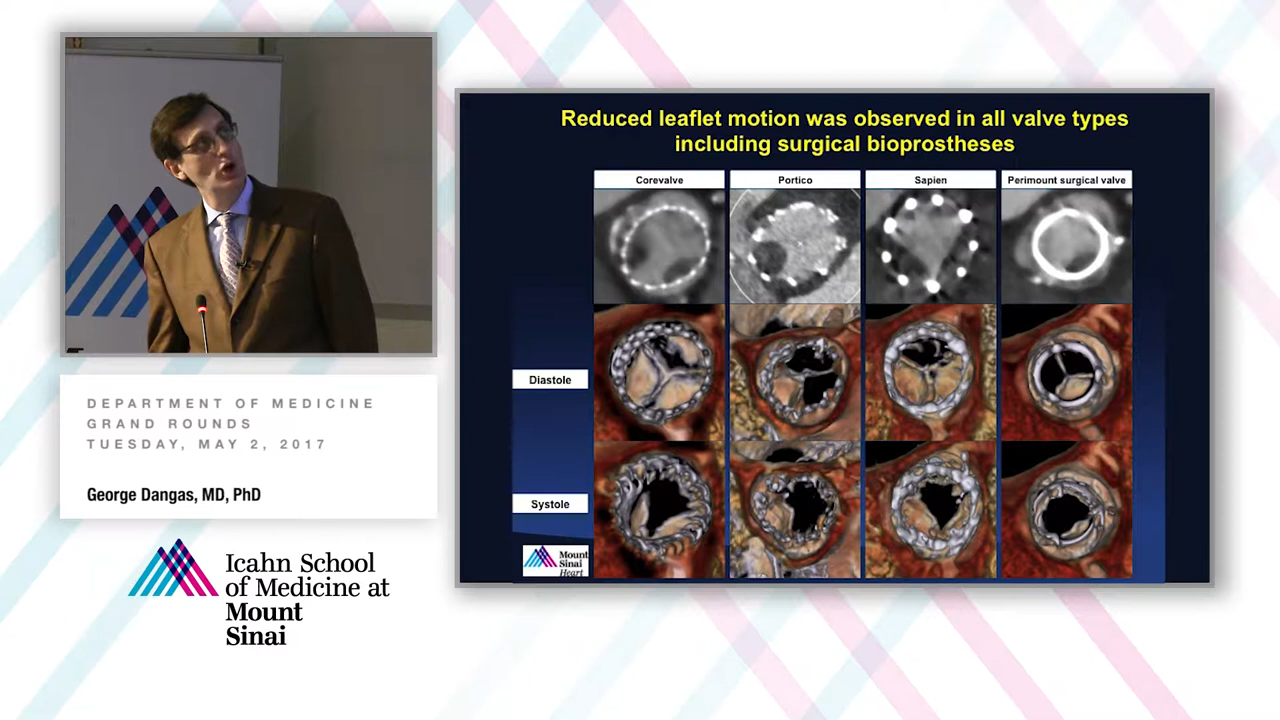 Reduced leaflet motion was observed in all valve types
including surgical bioprostheses
Corevalve
Portico
Sapien
Perimount surgical valve
Diastole
Systole
Mount
Sinai
Heart
DEPARTMENT OF MEDICINE
GRAND ROUNDS
TUESDAY, MAY 2, 2017
George Dangas, MD, PhD
Icahn School
of Medicine at
Mount
Sinai